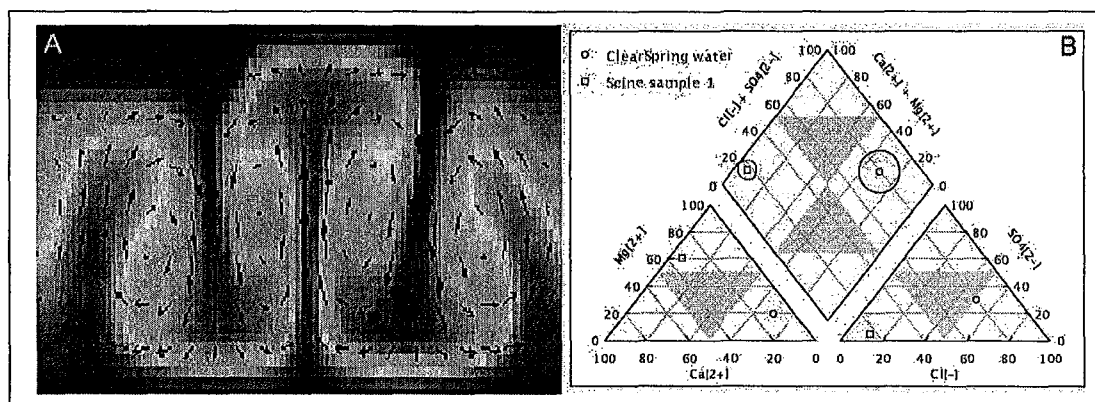 A
B
ClearSpring water
Seine sample 1
Cl[-] + SO4[2-]
Ca[2+] + Mg[2+]
100 100
80 80
60 60
40 40
20 20
0 0
Mg[2+]
SO4[2-]
100
80
60
40
20
0
100
80
60
40
20
0
100 80 60 40 20 0
0 20 40 60 80 100
Ca[2+]
Cl[-]